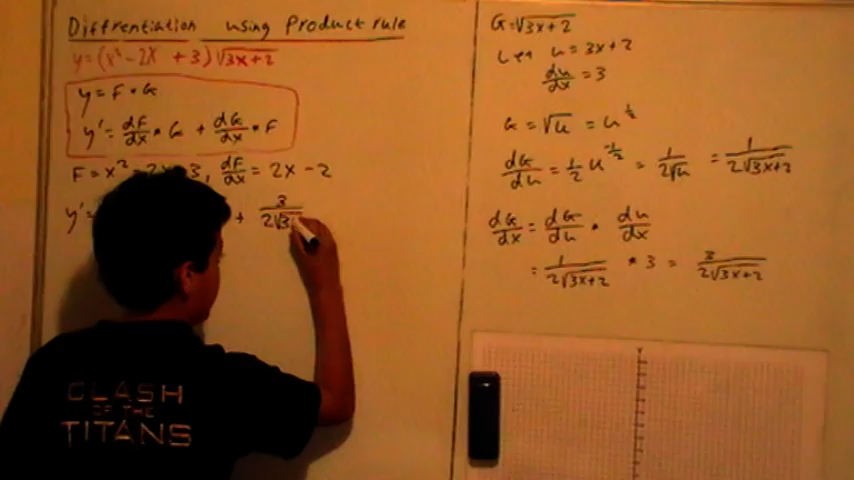 Diffrentiation using Product rule
y=(x²-2x+3)√3x+2
y=F*G
y'=dF/dx*G+dG/dx*F
F=x²-2x+3, dF/dx=2x-2
y'= + 3/2√3
G=√3x+2
Let u=3x+2
du/dx=3
G=√u=u^1/2
dG/du=1/2u^-1/2=1/2√u=1/2√3x+2
dG/dx=dG/du*du/dx
=1/2√3x+2*3=3/2√3x+2
CLASH
OF THE
TITANS